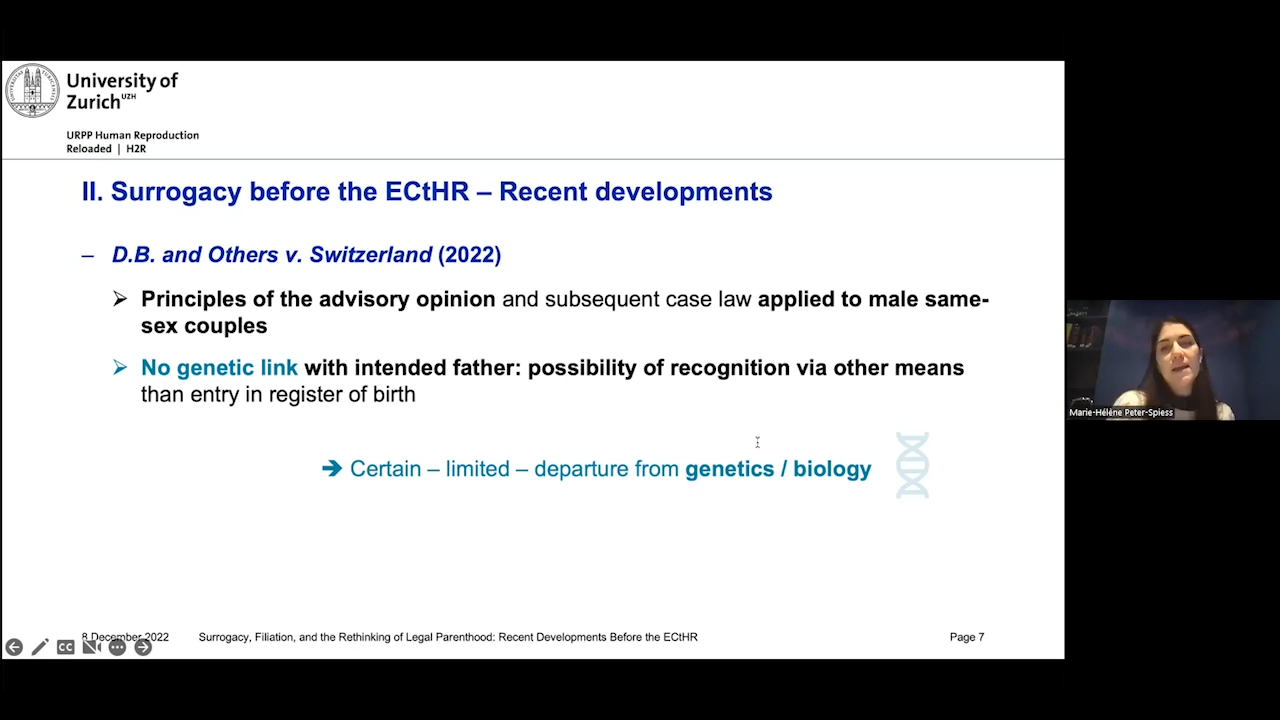 University of
Zurich UZH
URPP Human Reproduction
Reloaded | H2R
II. Surrogacy before the ECtHR – Recent developments
– D.B. and Others v. Switzerland (2022)
➢ Principles of the advisory opinion and subsequent case law applied to male same-
sex couples
➢ No genetic link with intended father: possibility of recognition via other means
than entry in register of birth
➔ Certain – limited – departure from genetics / biology
Marie-Hélène Peter-Spiess
8 December 2022 Surrogacy, Filiation, and the Rethinking of Legal Parenthood: Recent Developments Before the ECtHR Page 7
CC